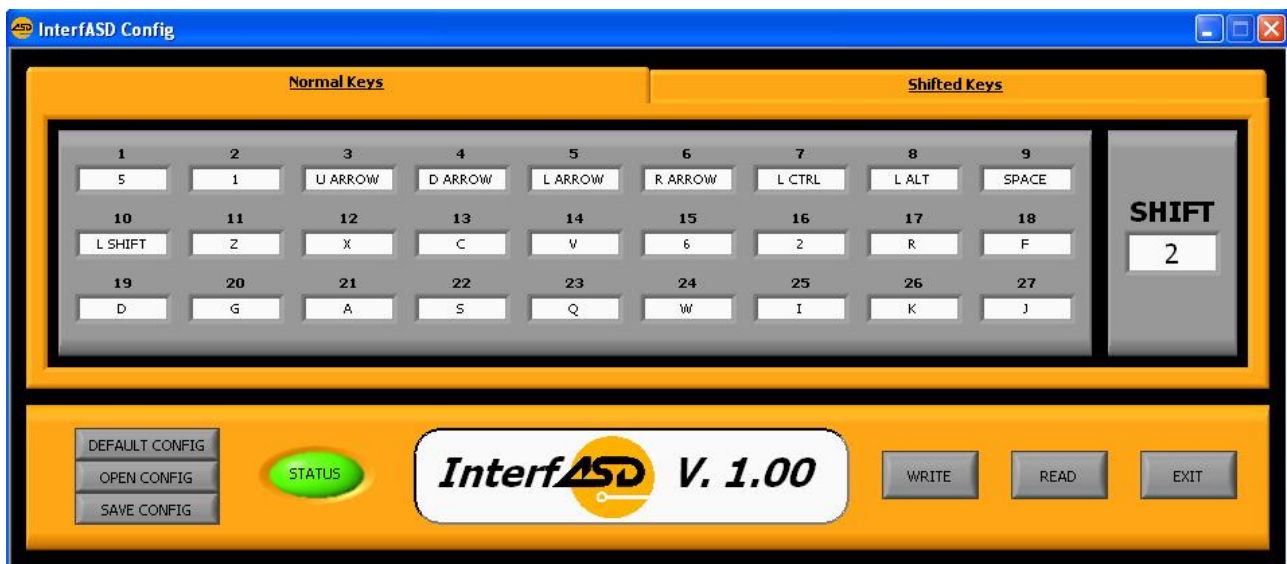 InterfASD Config
Normal Keys Shifted Keys
1 2 3 4 5 6 7 8 9
5 1 U ARROW D ARROW L ARROW R ARROW L CTRL L ALT SPACE
10 11 12 13 14 15 16 17 18
L SHIFT Z X C V 6 2 R F
19 20 21 22 23 24 25 26 27
D G A S Q W I K J
SHIFT
2
DEFAULT CONFIG
OPEN CONFIG
SAVE CONFIG
STATUS
InterfASD V. 1.00
WRITE READ EXIT